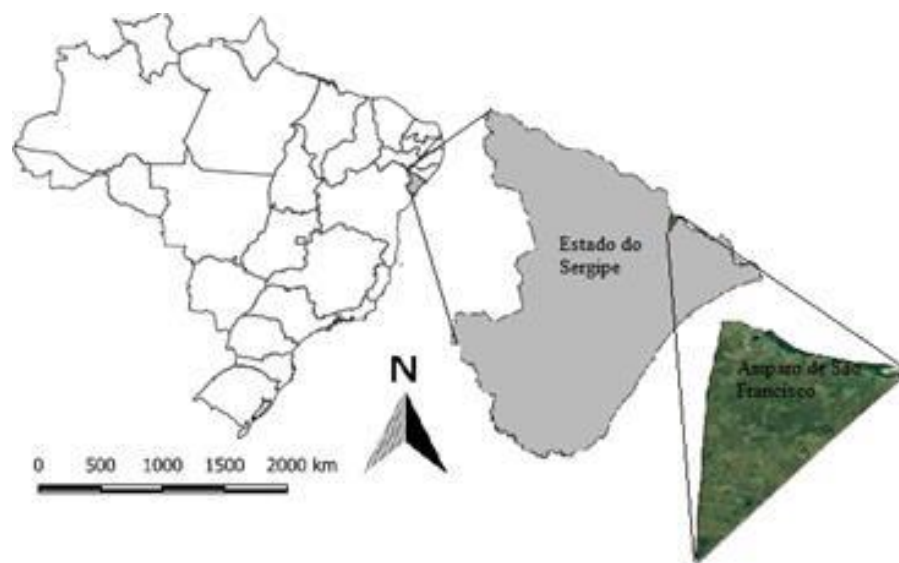 Estado do
Sergipe
Amparo de São
Francisco
N
0 500 1000 1500 2000 km